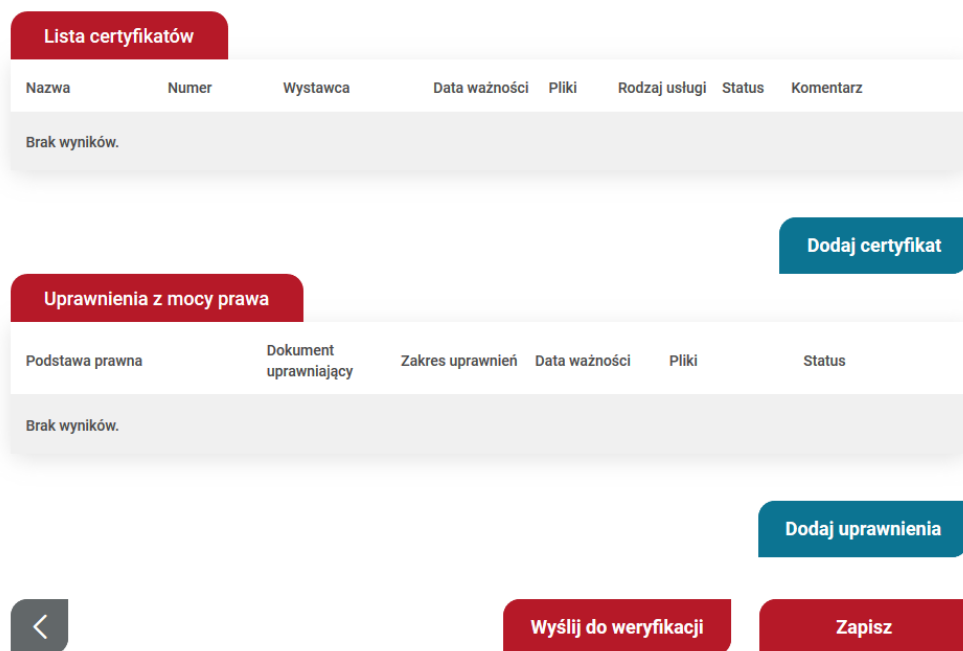 Lista certyfikatów
Nazwa Numer Wystawca Data ważności Pliki Rodzaj usługi Status Komentarz
Brak wyników.
Dodaj certyfikat
Uprawnienia z mocy prawa
Podstawa prawna Dokument uprawniający Zakres uprawnień Data ważności Pliki Status
Brak wyników.
Dodaj uprawnienia
Wyślij do weryfikacji Zapisz